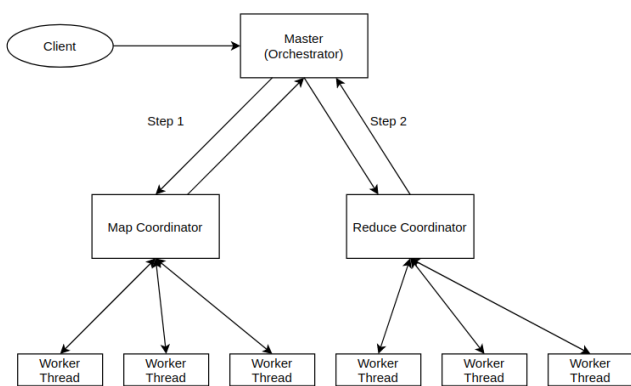 Client
Master
(Orchestrator)
Step 1
Step 2
Map Coordinator
Reduce Coordinator
Worker
Thread
Worker
Thread
Worker
Thread
Worker
Thread
Worker
Thread
Worker
Thread